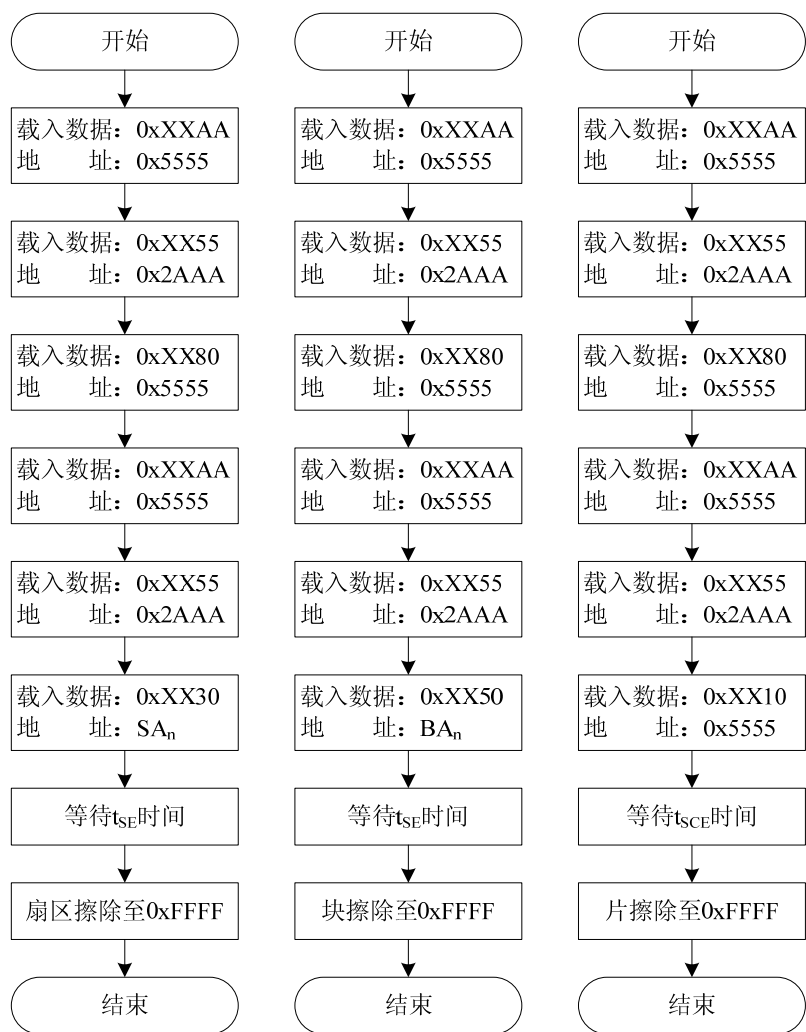 开始
载入数据：0xXXAA
地　　址：0x5555
载入数据：0xXX55
地　　址：0x2AAA
载入数据：0xXX80
地　　址：0x5555
载入数据：0xXXAA
地　　址：0x5555
载入数据：0xXX55
地　　址：0x2AAA
载入数据：0xXX30
地　　址：SAn
等待tSE时间
扇区擦除至0xFFFF
结束
开始
载入数据：0xXXAA
地　　址：0x5555
载入数据：0xXX55
地　　址：0x2AAA
载入数据：0xXX80
地　　址：0x5555
载入数据：0xXXAA
地　　址：0x5555
载入数据：0xXX55
地　　址：0x2AAA
载入数据：0xXX50
地　　址：BAn
等待tSE时间
块擦除至0xFFFF
结束
开始
载入数据：0xXXAA
地　　址：0x5555
载入数据：0xXX55
地　　址：0x2AAA
载入数据：0xXX80
地　　址：0x5555
载入数据：0xXXAA
地　　址：0x5555
载入数据：0xXX55
地　　址：0x2AAA
载入数据：0xXX10
地　　址：0x5555
等待tSCE时间
片擦除至0xFFFF
结束